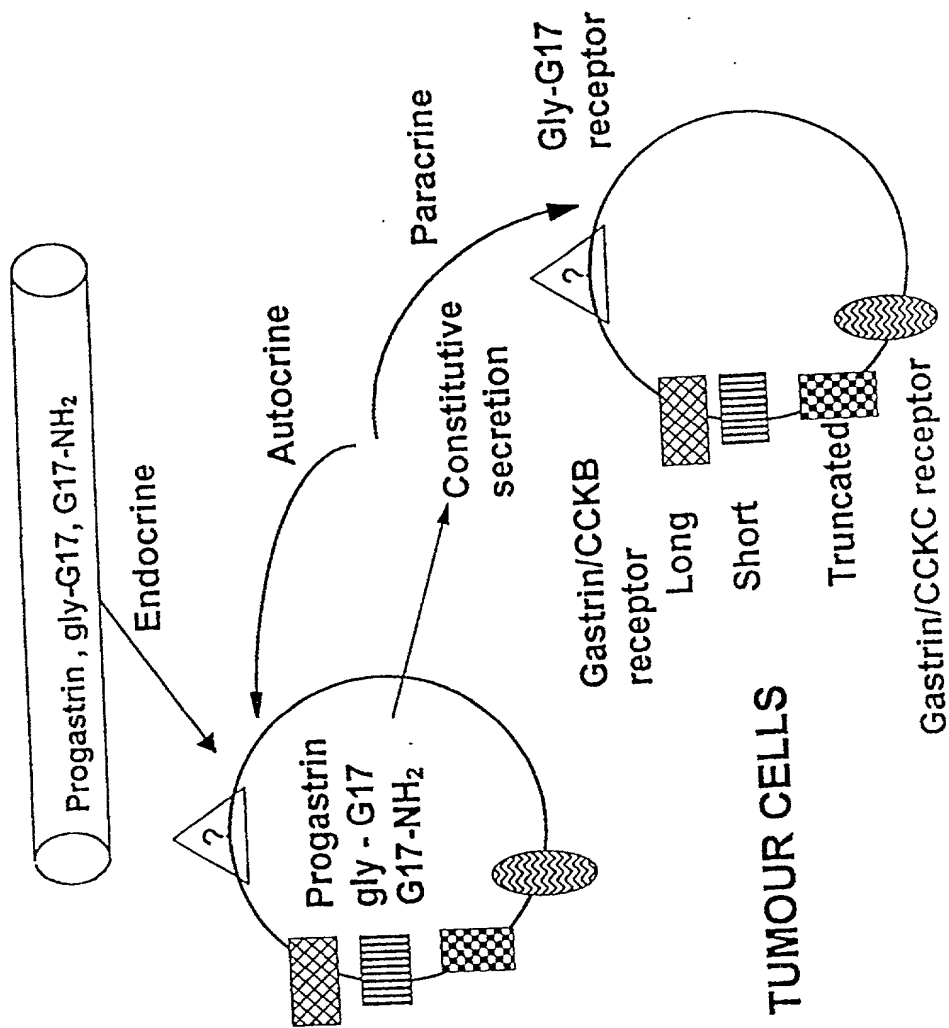 Progastrin , gly-G17, G17-NH₂
Endocrine
Autocrine
Paracrine
Progastrin
gly - G17
G17-NH₂
?
Constitutive
secretion
Gly-G17
receptor
?
Gastrin/CCKB
receptor
Long
Short
Truncated
Gastrin/CCKC receptor
TUMOUR CELLS